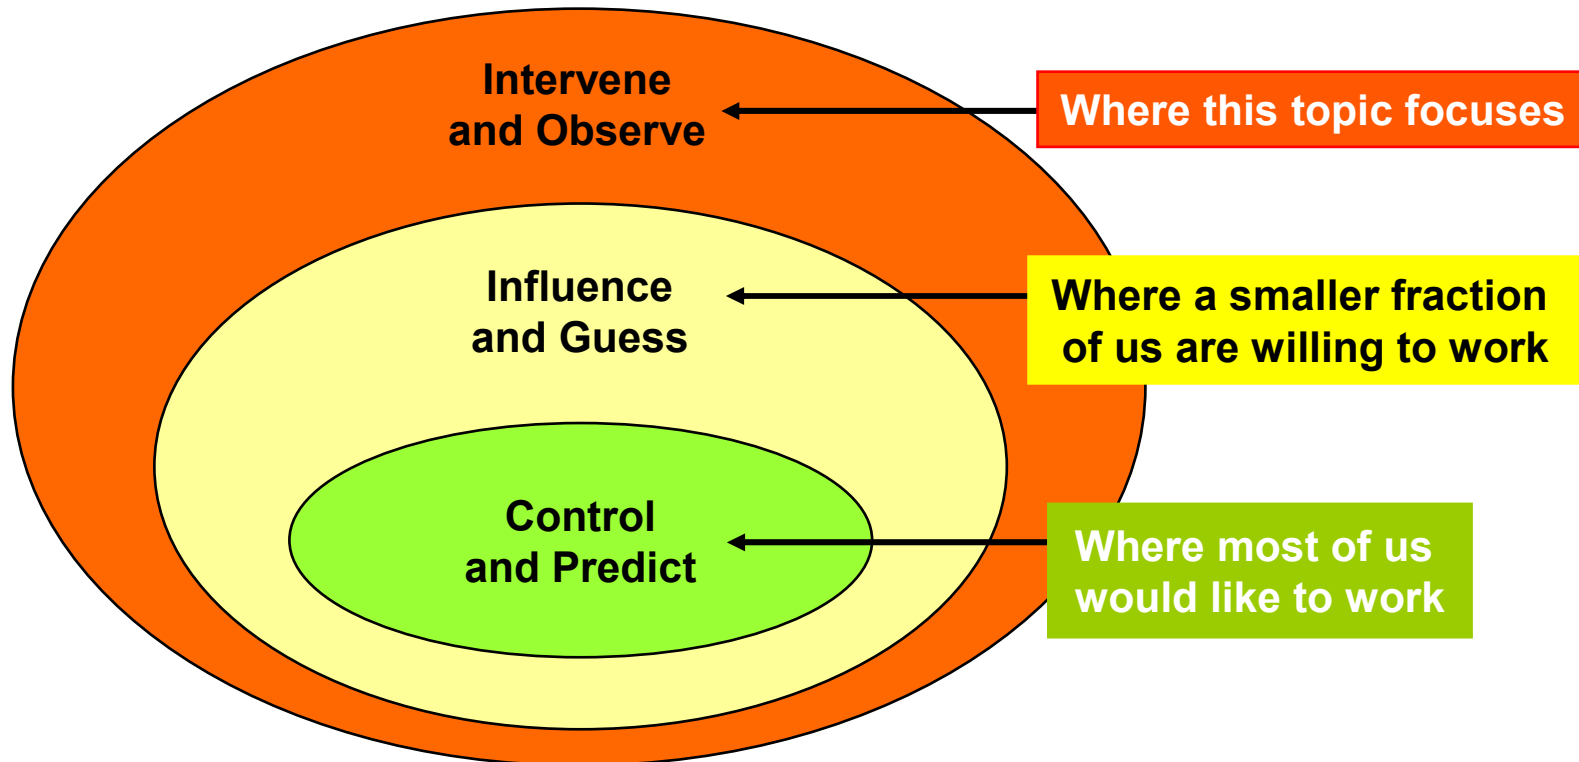 Intervene
and Observe
Where this topic focuses
Influence
and Guess
Where a smaller fraction
of us are willing to work
Control
and Predict
Where most of us
would like to work